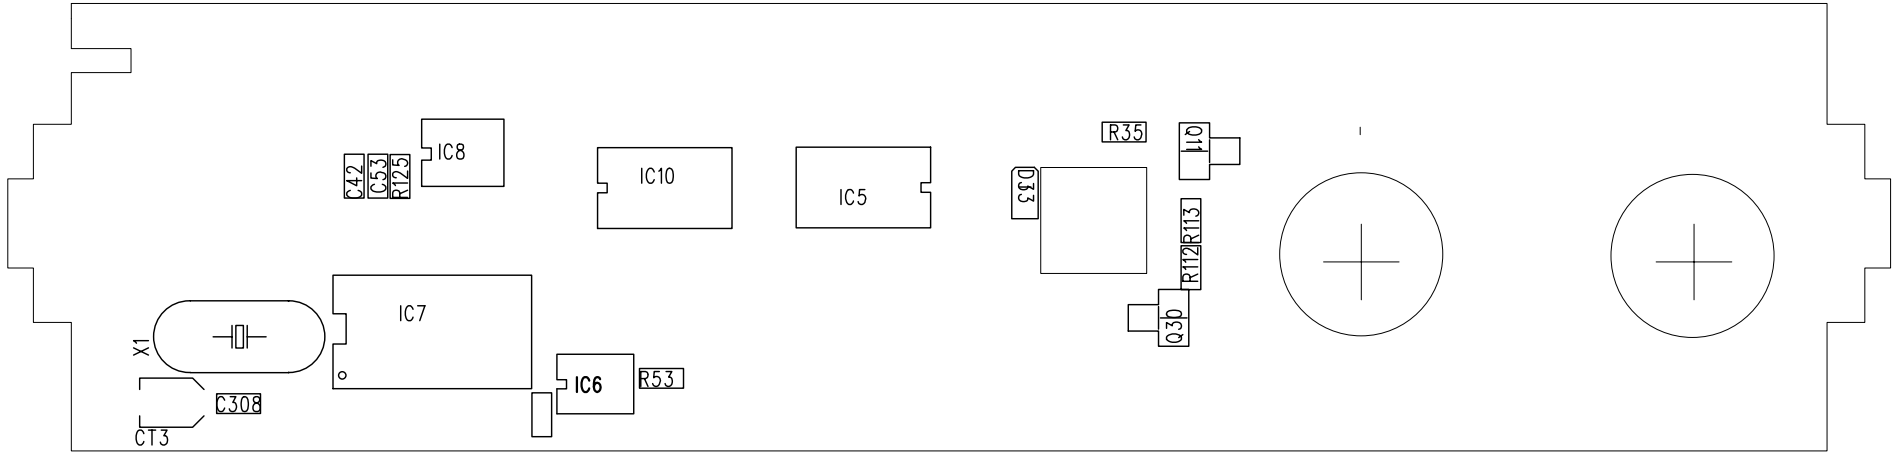 R35
Q11
IC8
C42
C53
R125
IC10
IC5
D33
R113
R112
IC7
Q30
X1
IC6
R53
C308
CT3